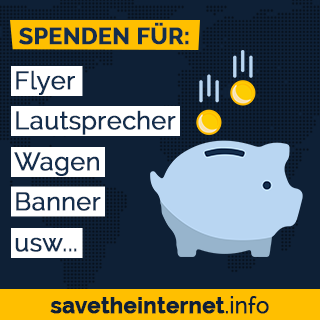 SPENDEN FÜR:
Flyer
Lautsprecher
Wagen
Banner
usw...
savetheinternet.info